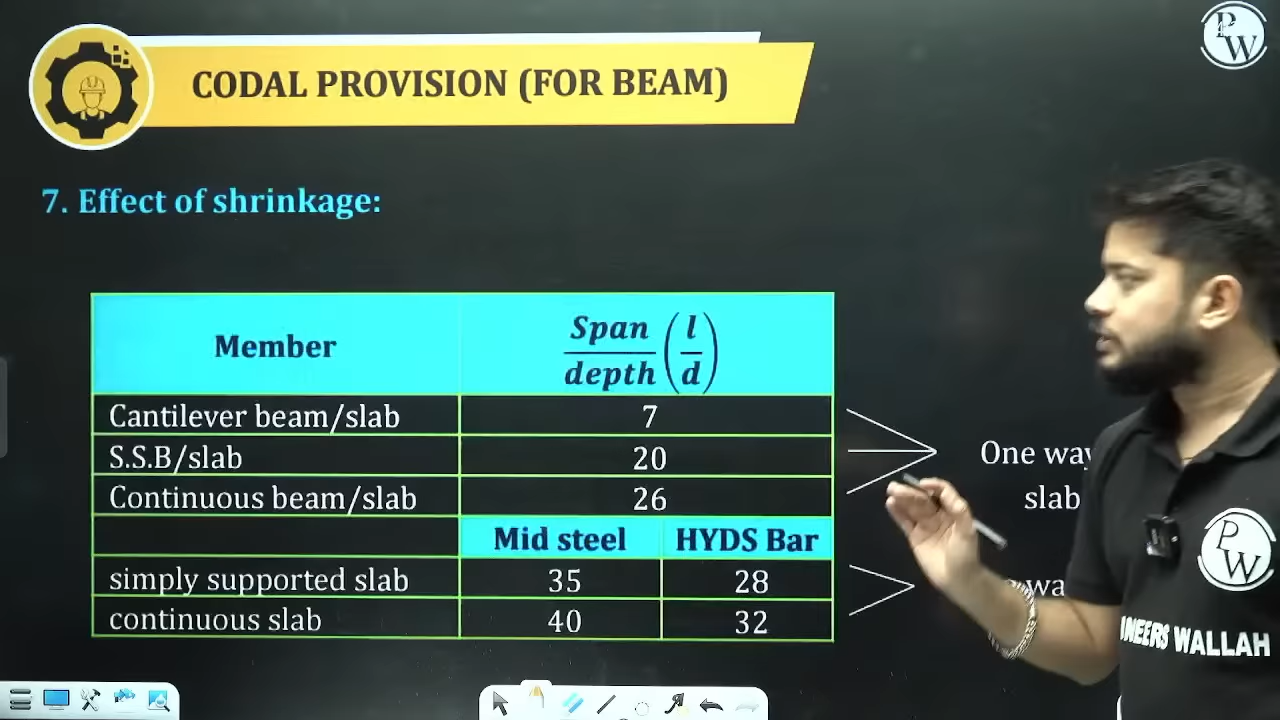 PW
CODAL PROVISION (FOR BEAM)
7. Effect of shrinkage:
Member
Span / depth (l / d)
Cantilever beam/slab 7
S.S.B/slab 20
Continuous beam/slab 26
One way
slab
Mid steel HYDS Bar
simply supported slab 35 28
continuous slab 40 32
PW
NEERS WALLAH